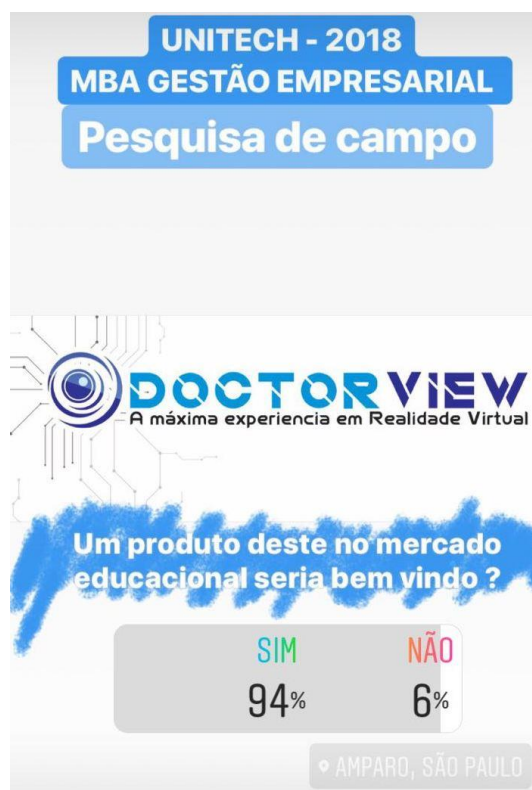 UNITECH - 2018
MBA GESTÃO EMPRESARIAL
Pesquisa de campo
DOCTORVIEW
A máxima experiencia em Realidade Virtual
Um produto deste no mercado
educacional seria bem vindo ?
SIM NÃO
94% 6%
AMPARO, SÃO PAULO